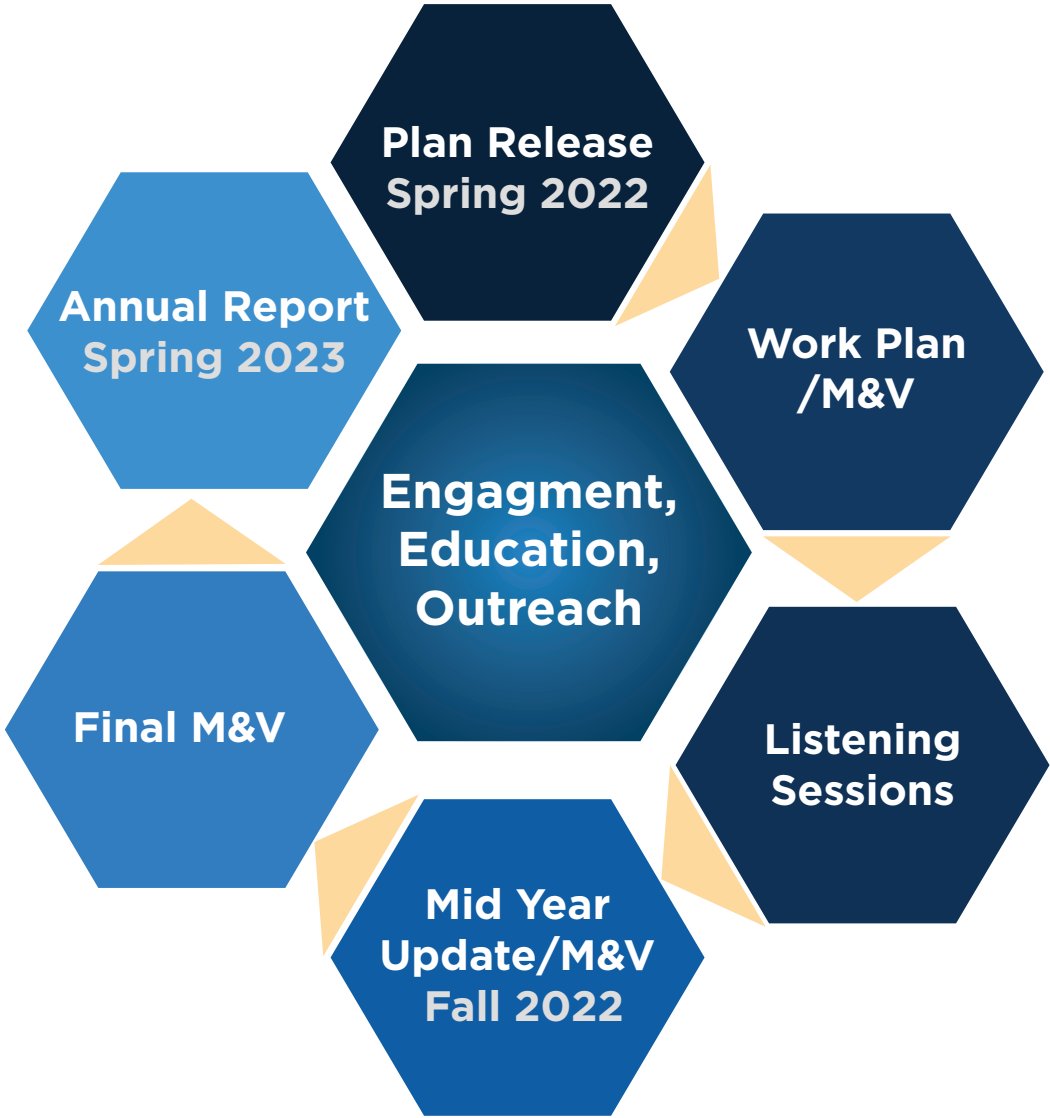 Plan Release
Spring 2022
Work Plan
/M&V
Listening
Sessions
Mid Year
Update/M&V
Fall 2022
Final M&V
Annual Report
Spring 2023
Engagment,
Education,
Outreach